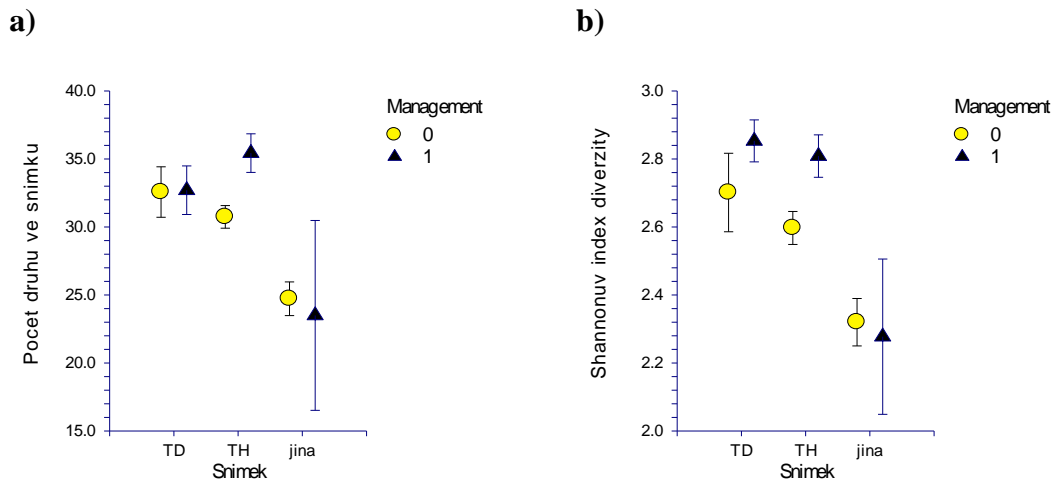 a)
Pocet druhu ve snimku
40.0
35.0
30.0
25.0
20.0
15.0
TD TH jina
Snimek
Management
0
1
b)
Shannonuv index diverzity
3.0
2.8
2.6
2.4
2.2
2.0
TD TH jina
Snimek
Management
0
1